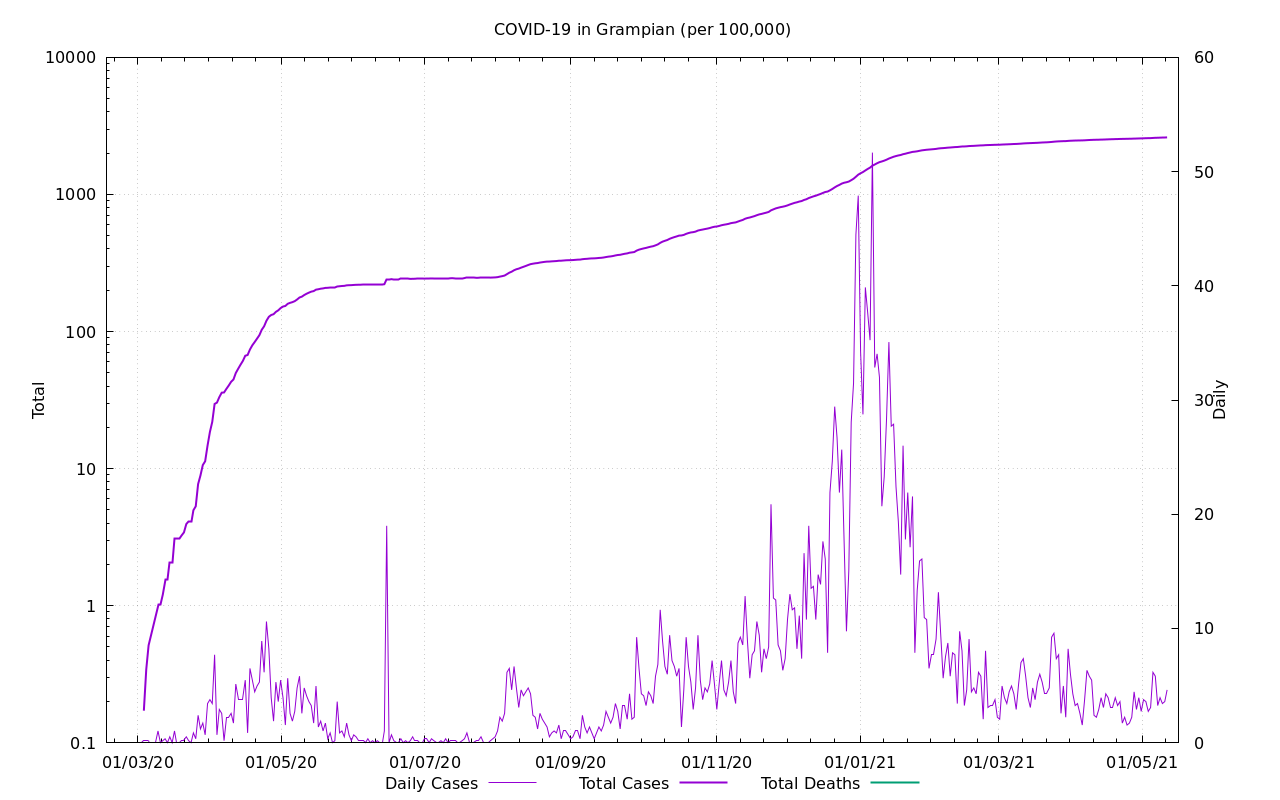 COVID-19 in Grampian (per 100,000)
10000
1000
100
10
1
0.1
Total
60
50
40
30
20
10
0
Daily
01/03/20 01/05/20 01/07/20 01/09/20 01/11/20 01/01/21 01/03/21 01/05/21
Daily Cases Total Cases Total Deaths